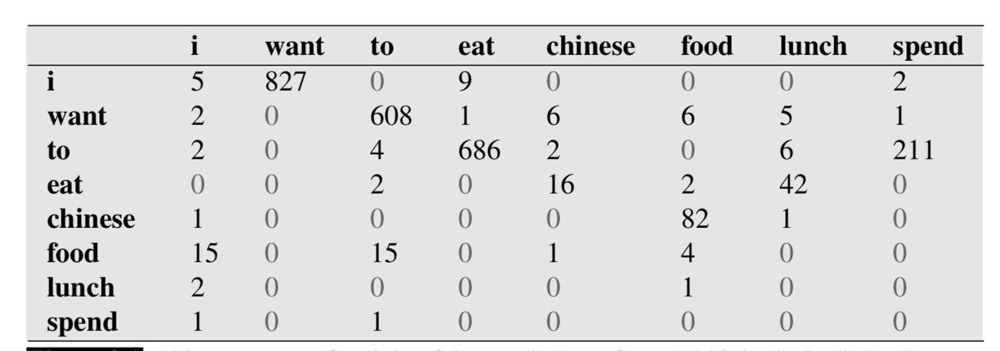 i want to eat chinese food lunch spend
i 5 827 0 9 0 0 0 2
want 2 0 608 1 6 6 5 1
to 2 0 4 686 2 0 6 211
eat 0 0 2 0 16 2 42 0
chinese 1 0 0 0 0 82 1 0
food 15 0 15 0 1 4 0 0
lunch 2 0 0 0 0 1 0 0
spend 1 0 1 0 0 0 0 0